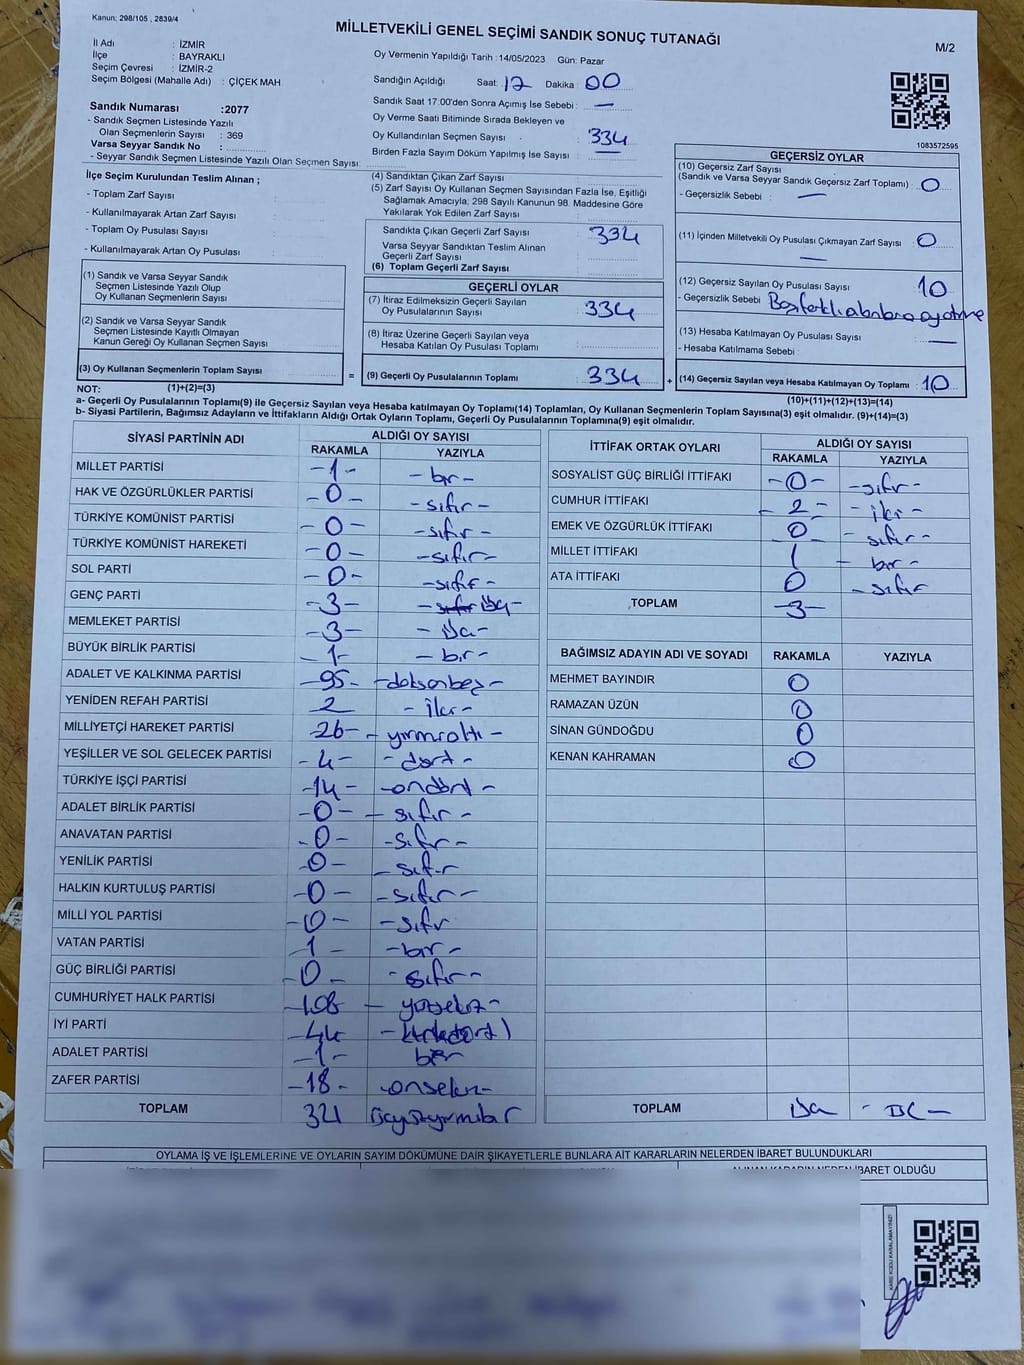 Kanun: 298/105 , 2839/4
MİLLETVEKİLİ GENEL SEÇİMİ SANDIK SONUÇ TUTANAĞI
M/2
İl Adı : İZMİR
İlçe : BAYRAKLI
Seçim Çevresi : İZMİR-2
Seçim Bölgesi (Mahalle Adı) : ÇİÇEK MAH
Oy Vermenin Yapıldığı Tarih : 14/05/2023 Gün: Pazar
Sandığın Açıldığı Saat: 17 Dakika : 00
Sandık Saat 17:00'den Sonra Açımış İse Sebebi : —
Oy Verme Saati Bitiminde Sırada Bekleyen ve
Oy Kullandırılan Seçmen Sayısı : 334
Birden Fazla Sayım Döküm Yapılmış İse Sayısı : —
Sandık Numarası :2077
- Sandık Seçmen Listesinde Yazılı
Olan Seçmenlerin Sayısı : 369
Varsa Seyyar Sandık No :
- Seyyar Sandık Seçmen Listesinde Yazılı Olan Seçmen Sayısı:
1083572595
İlçe Seçim Kurulundan Teslim Alınan ;
- Toplam Zarf Sayısı :
- Kullanılmayarak Artan Zarf Sayısı :
- Toplam Oy Pusulası Sayısı :
- Kullanılmayarak Artan Oy Pusulası :
(1) Sandık ve Varsa Seyyar Sandık
Seçmen Listesinde Yazılı Olup
Oy Kullanan Seçmenlerin Sayısı :
(2) Sandık ve Varsa Seyyar Sandık
Seçmen Listesinde Kayıtlı Olmayan
Kanun Gereği Oy Kullanan Seçmen Sayısı :
(3) Oy Kullanan Seçmenlerin Toplam Sayısı :
(4) Sandıktan Çıkan Zarf Sayısı :
(5) Zarf Sayısı Oy Kullanan Seçmen Sayısından Fazla İse, Eşitliği
Sağlamak Amacıyla, 298 Sayılı Kanunun 98. Maddesine Göre
Yakılarak Yok Edilen Zarf Sayısı :
Sandıkta Çıkan Geçerli Zarf Sayısı : 334
Varsa Seyyar Sandıktan Teslim Alınan
Geçerli Zarf Sayısı :
(6) Toplam Geçerli Zarf Sayısı :
GEÇERLİ OYLAR
(7) İtiraz Edilmeksizin Geçerli Sayılan
Oy Pusulalarının Sayısı : 334
(8) İtiraz Üzerine Geçerli Sayılan veya
Hesaba Katılan Oy Pusulası Toplamı :
= (9) Geçerli Oy Pusulalarının Toplamı : 334 +
GEÇERSİZ OYLAR
(10) Geçersiz Zarf Sayısı
(Sandık ve Varsa Seyyar Sandık Geçersiz Zarf Toplamı) : 0
- Geçersizlik Sebebi : —
(11) İçinden Milletvekili Oy Pusulası Çıkmayan Zarf Sayısı : 0
—
(12) Geçersiz Sayılan Oy Pusulası Sayısı : 10
- Geçersizlik Sebebi
(13) Hesaba Katılmayan Oy Pusulası Sayısı : —
- Hesaba Katılmama Sebebi :
(14) Geçersiz Sayılan veya Hesaba Katılmayan Oy Toplamı : 10
NOT: (1)+(2)=(3) (10)+(11)+(12)+(13)=(14)
a- Geçerli Oy Pusulalarının Toplamı(9) ile Geçersiz Sayılan veya Hesaba katılmayan Oy Toplamı(14) Toplamları, Oy Kullanan Seçmenlerin Toplam Sayısına(3) eşit olmalıdır. (9)+(14)=(3)
b- Siyasi Partilerin, Bağımsız Adayların ve İttifakların Aldığı Ortak Oyların Toplamı, Geçerli Oy Pusulalarının Toplamına(9) eşit olmalıdır.
SİYASİ PARTİNİN ADI ALDIĞI OY SAYISI
RAKAMLA YAZIYLA
MİLLET PARTİSİ -1- -bir-
HAK VE ÖZGÜRLÜKLER PARTİSİ -0- -sıfır-
TÜRKİYE KOMÜNİST PARTİSİ -0- -sıfır-
TÜRKİYE KOMÜNİST HAREKETİ -0- -sıfır-
SOL PARTİ -0- -sıfır-
GENÇ PARTİ -3- -sıfır üç-
MEMLEKET PARTİSİ -3- -üç-
BÜYÜK BİRLİK PARTİSİ -1- -bir-
ADALET VE KALKINMA PARTİSİ -95- -doksanbeş-
YENİDEN REFAH PARTİSİ 2 -iki-
MİLLİYETÇİ HAREKET PARTİSİ -26- -yirmialtı-
YEŞİLLER VE SOL GELECEK PARTİSİ -4- -dört-
TÜRKİYE İŞÇİ PARTİSİ -14- -ondört-
ADALET BİRLİK PARTİSİ -0- -sıfır-
ANAVATAN PARTİSİ -0- -sıfır-
YENİLİK PARTİSİ -0- -sıfır
HALKIN KURTULUŞ PARTİSİ -0- -sıfır-
MİLLİ YOL PARTİSİ -0- -sıfır
VATAN PARTİSİ -1- -bir-
GÜÇ BİRLİĞİ PARTİSİ -0- -sıfır-
CUMHURİYET HALK PARTİSİ -108- -yüzsekiz-
İYİ PARTİ -44- -kırkdört
ADALET PARTİSİ -1- bir
ZAFER PARTİSİ -18- -onsekiz-
TOPLAM 321 üçyüzyirmibir
İTTİFAK ORTAK OYLARI ALDIĞI OY SAYISI
RAKAMLA YAZIYLA
SOSYALİST GÜÇ BİRLİĞİ İTTİFAKI -0- -sıfır-
CUMHUR İTTİFAKI -2- -iki-
EMEK VE ÖZGÜRLÜK İTTİFAKI 0 -sıfır-
MİLLET İTTİFAKI 1 -bir-
ATA İTTİFAKI 0 -sıfır
TOPLAM -3-
BAĞIMSIZ ADAYIN ADI VE SOYADI RAKAMLA YAZIYLA
MEHMET BAYINDIR 0
RAMAZAN ÜZÜN 0
SİNAN GÜNDOĞDU 0
KENAN KAHRAMAN 0
TOPLAM üç
OYLAMA İŞ VE İŞLEMLERİNE VE OYLARIN SAYIM DÖKÜMÜNE DAİR ŞİKAYETLERLE BUNLARA AİT KARARLARIN NELERDEN İBARET BULUNDUKLARI
ALINAN KARARIN NEDEN İBARET OLDUĞU
KARE KODU KARALAMAYINIZ!